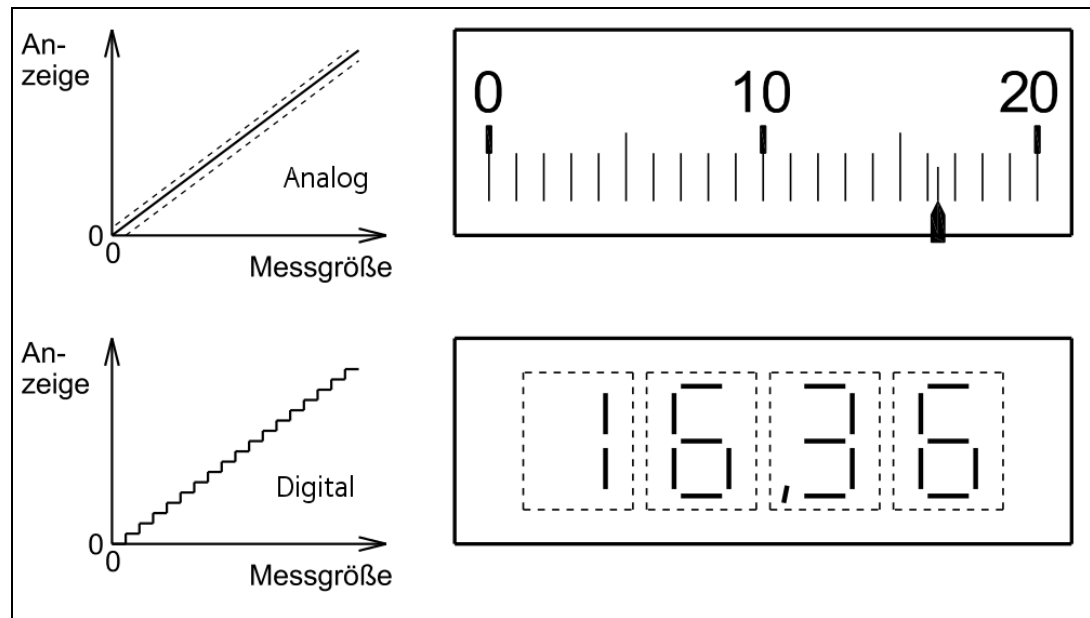 An-
zeige
Analog
0
0
Messgröße
0 10 20
An-
zeige
Digital
0
0
Messgröße
16,36